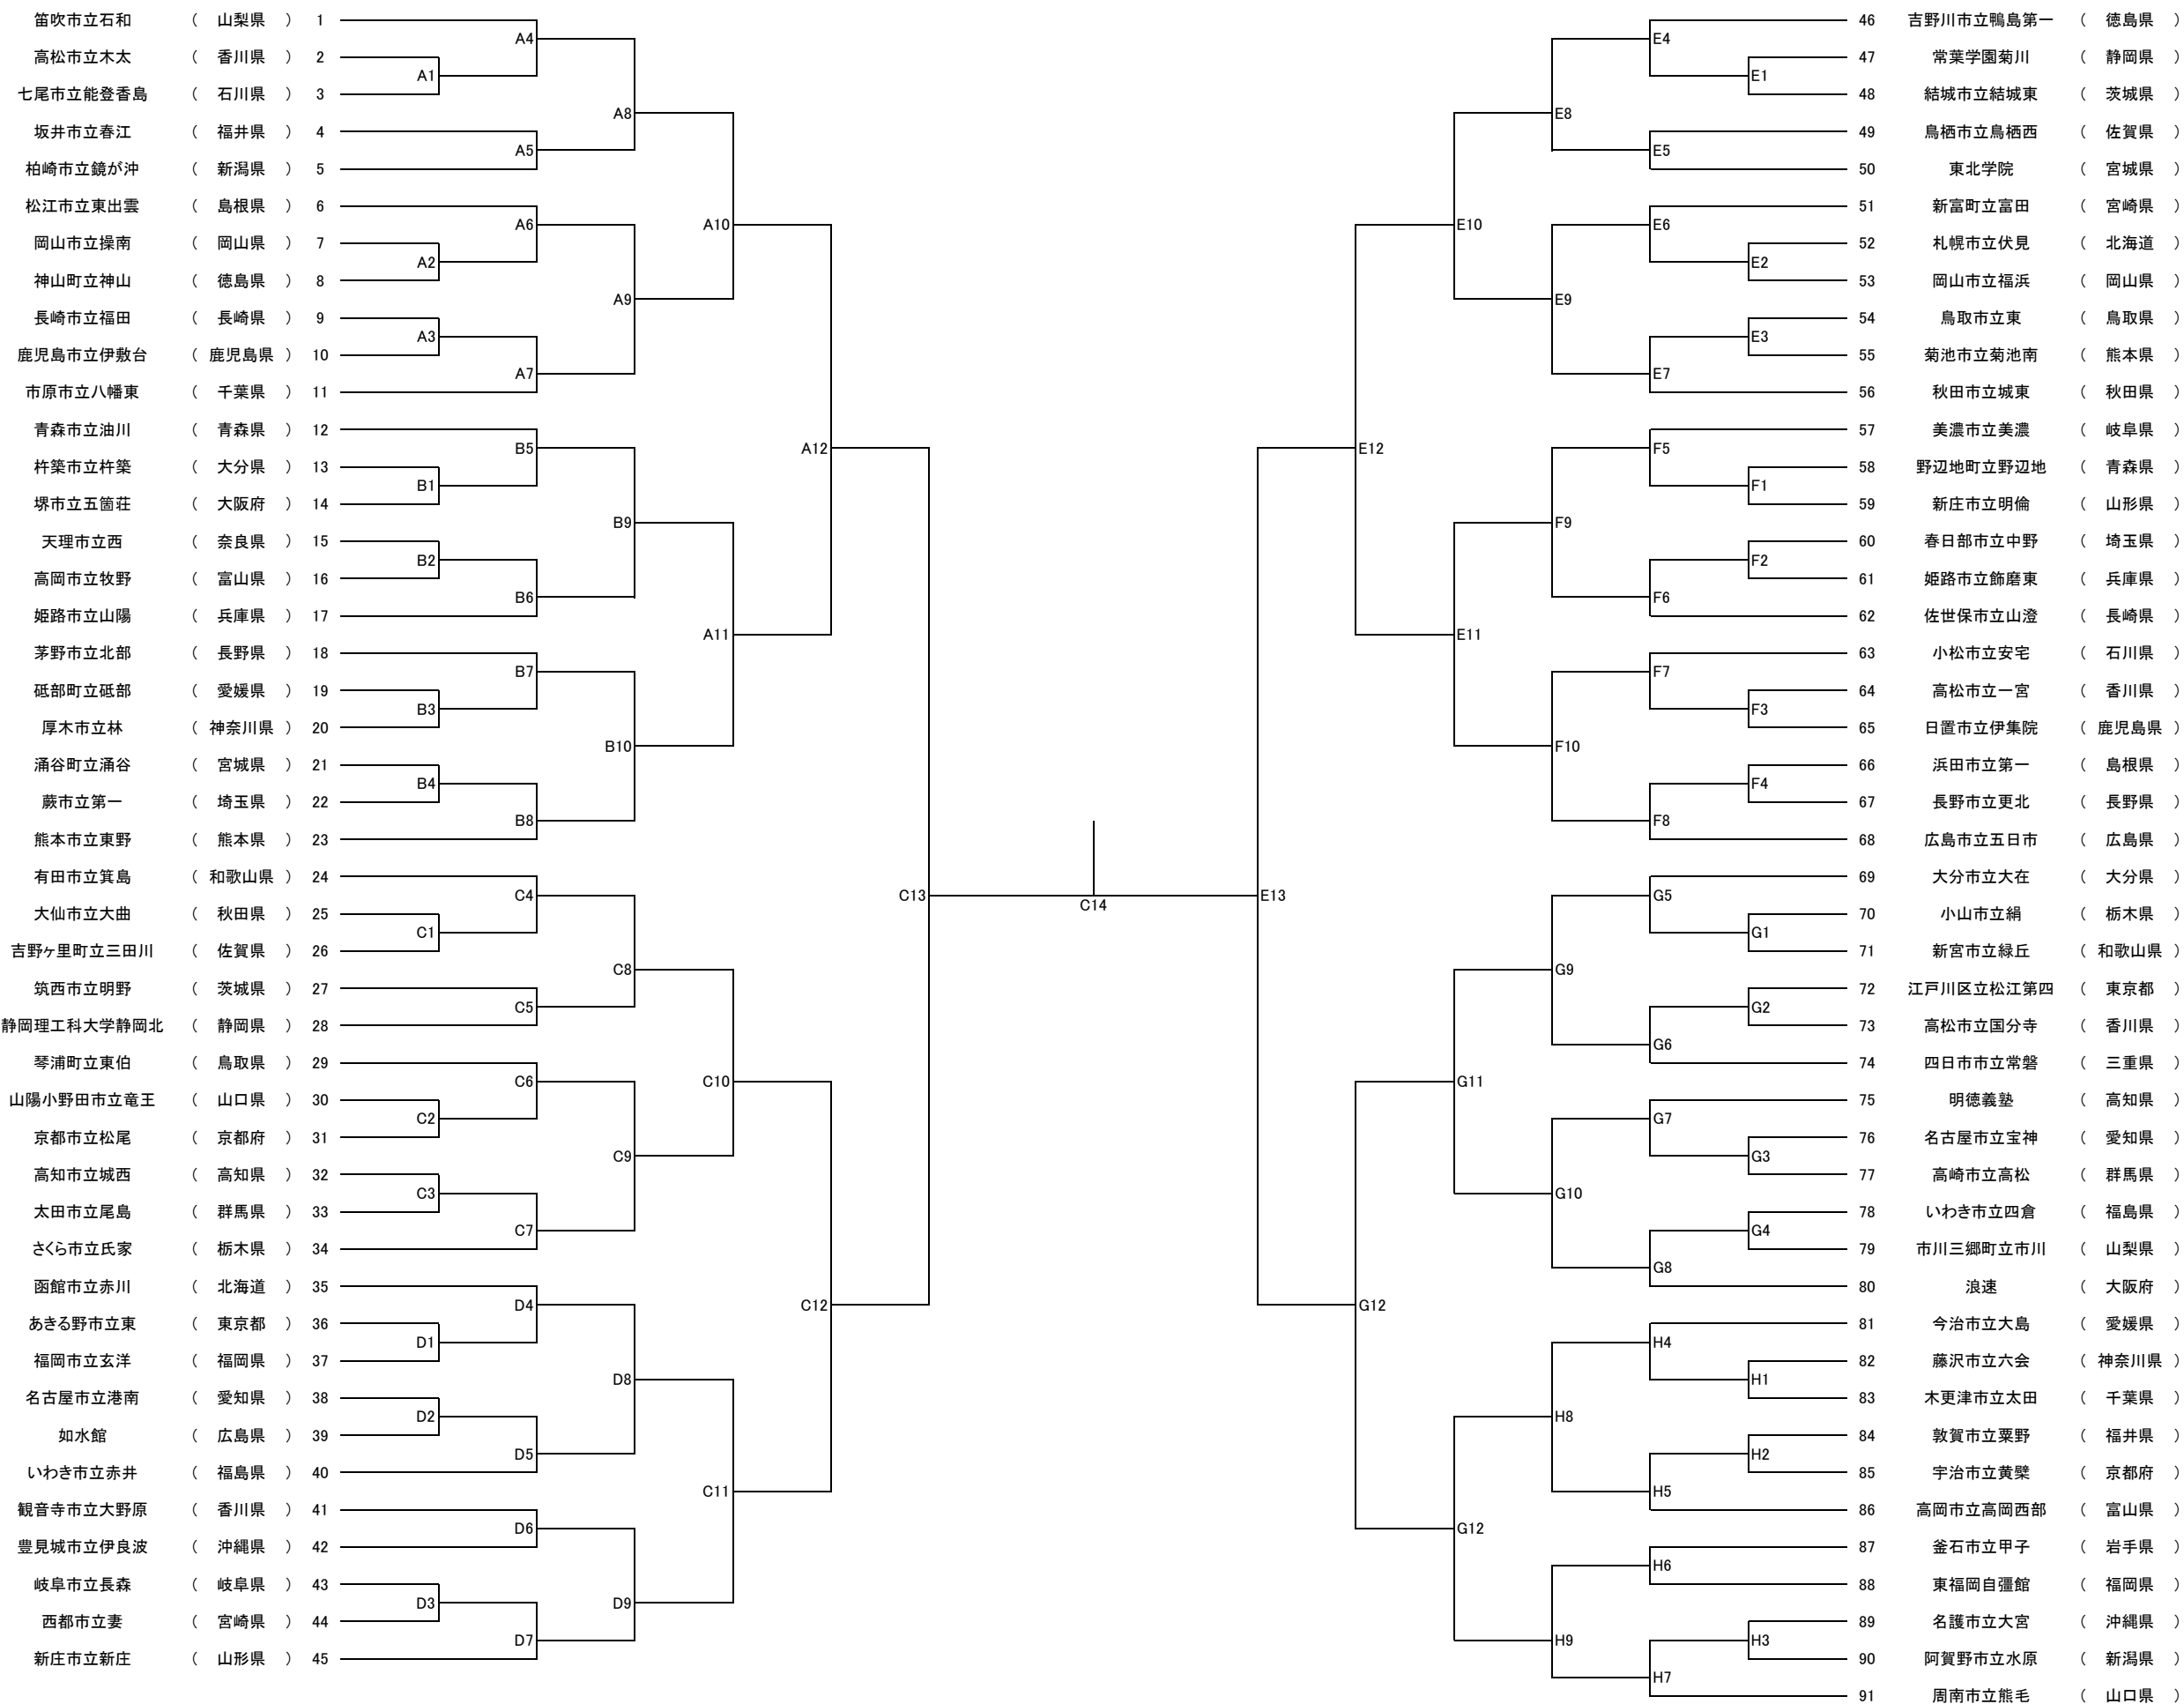 笛吹市立石和 （ 山梨県 ） 1
高松市立木太 （ 香川県 ） 2
七尾市立能登香島 （ 石川県 ） 3
坂井市立春江 （ 福井県 ） 4
柏崎市立鏡が沖 （ 新潟県 ） 5
松江市立東出雲 （ 島根県 ） 6
岡山市立操南 （ 岡山県 ） 7
神山町立神山 （ 徳島県 ） 8
長崎市立福田 （ 長崎県 ） 9
鹿児島市立伊敷台 （ 鹿児島県 ） 10
市原市立八幡東 （ 千葉県 ） 11
青森市立油川 （ 青森県 ） 12
杵築市立杵築 （ 大分県 ） 13
堺市立五箇荘 （ 大阪府 ） 14
天理市立西 （ 奈良県 ） 15
高岡市立牧野 （ 富山県 ） 16
姫路市立山陽 （ 兵庫県 ） 17
茅野市立北部 （ 長野県 ） 18
砥部町立砥部 （ 愛媛県 ） 19
厚木市立林 （ 神奈川県 ） 20
涌谷町立涌谷 （ 宮城県 ） 21
蕨市立第一 （ 埼玉県 ） 22
熊本市立東野 （ 熊本県 ） 23
有田市立箕島 （ 和歌山県 ） 24
大仙市立大曲 （ 秋田県 ） 25
吉野ヶ里町立三田川 （ 佐賀県 ） 26
筑西市立明野 （ 茨城県 ） 27
静岡理工科大学静岡北 （ 静岡県 ） 28
琴浦町立東伯 （ 鳥取県 ） 29
山陽小野田市立竜王 （ 山口県 ） 30
京都市立松尾 （ 京都府 ） 31
高知市立城西 （ 高知県 ） 32
太田市立尾島 （ 群馬県 ） 33
さくら市立氏家 （ 栃木県 ） 34
函館市立赤川 （ 北海道 ） 35
あきる野市立東 （ 東京都 ） 36
福岡市立玄洋 （ 福岡県 ） 37
名古屋市立港南 （ 愛知県 ） 38
如水館 （ 広島県 ） 39
いわき市立赤井 （ 福島県 ） 40
観音寺市立大野原 （ 香川県 ） 41
豊見城市立伊良波 （ 沖縄県 ） 42
岐阜市立長森 （ 岐阜県 ） 43
西都市立妻 （ 宮崎県 ） 44
新庄市立新庄 （ 山形県 ） 45
A1
A2
A3
B1
B2
B3
B4
C1
C2
C3
D1
D2
D3
A4
A5
A6
A7
B5
B6
B7
B8
C4
C5
C6
C7
D4
D5
D6
D7
A8
A9
B9
B10
C8
C9
D8
D9
A10
A11
C10
C11
A12
C12
C13
C14
E13
E12
G12
E10
E11
G11
G12
E8
E9
F9
F10
G9
G10
H8
H9
E4
E5
E6
E7
F5
F6
F7
F8
G5
G6
G7
G8
H4
H5
H6
H7
E1
E2
E3
F1
F2
F3
F4
G1
G2
G3
G4
H1
H2
H3
46 吉野川市立鴨島第一 （ 徳島県 ）
47 常葉学園菊川 （ 静岡県 ）
48 結城市立結城東 （ 茨城県 ）
49 鳥栖市立鳥栖西 （ 佐賀県 ）
50 東北学院 （ 宮城県 ）
51 新富町立富田 （ 宮崎県 ）
52 札幌市立伏見 （ 北海道 ）
53 岡山市立福浜 （ 岡山県 ）
54 鳥取市立東 （ 鳥取県 ）
55 菊池市立菊池南 （ 熊本県 ）
56 秋田市立城東 （ 秋田県 ）
57 美濃市立美濃 （ 岐阜県 ）
58 野辺地町立野辺地 （ 青森県 ）
59 新庄市立明倫 （ 山形県 ）
60 春日部市立中野 （ 埼玉県 ）
61 姫路市立飾磨東 （ 兵庫県 ）
62 佐世保市立山澄 （ 長崎県 ）
63 小松市立安宅 （ 石川県 ）
64 高松市立一宮 （ 香川県 ）
65 日置市立伊集院 （ 鹿児島県 ）
66 浜田市立第一 （ 島根県 ）
67 長野市立更北 （ 長野県 ）
68 広島市立五日市 （ 広島県 ）
69 大分市立大在 （ 大分県 ）
70 小山市立絹 （ 栃木県 ）
71 新宮市立緑丘 （ 和歌山県 ）
72 江戸川区立松江第四 （ 東京都 ）
73 高松市立国分寺 （ 香川県 ）
74 四日市市立常磐 （ 三重県 ）
75 明徳義塾 （ 高知県 ）
76 名古屋市立宝神 （ 愛知県 ）
77 高崎市立高松 （ 群馬県 ）
78 いわき市立四倉 （ 福島県 ）
79 市川三郷町立市川 （ 山梨県 ）
80 浪速 （ 大阪府 ）
81 今治市立大島 （ 愛媛県 ）
82 藤沢市立六会 （ 神奈川県 ）
83 木更津市立太田 （ 千葉県 ）
84 敦賀市立粟野 （ 福井県 ）
85 宇治市立黄檗 （ 京都府 ）
86 高岡市立高岡西部 （ 富山県 ）
87 釜石市立甲子 （ 岩手県 ）
88 東福岡自彊館 （ 福岡県 ）
89 名護市立大宮 （ 沖縄県 ）
90 阿賀野市立水原 （ 新潟県 ）
91 周南市立熊毛 （ 山口県 ）